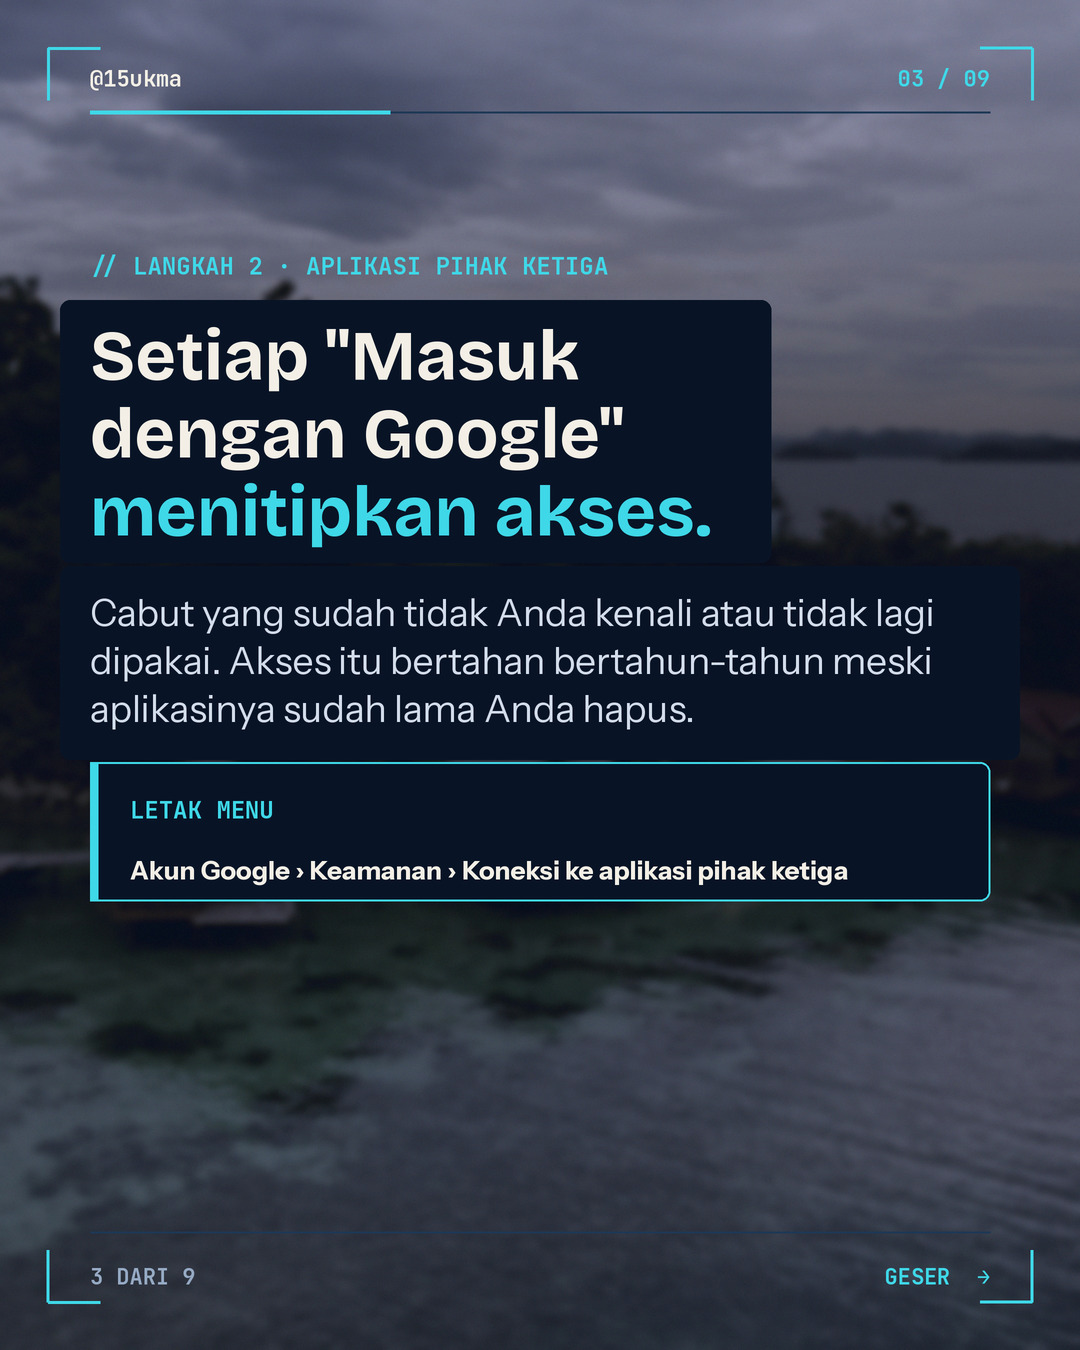 @15ukma
03 / 09
// LANGKAH 2 · APLIKASI PIHAK KETIGA
Setiap "Masuk
dengan Google"
menitipkan akses.
Cabut yang sudah tidak Anda kenali atau tidak lagi
dipakai. Akses itu bertahan bertahun-tahun meski
aplikasinya sudah lama Anda hapus.
LETAK MENU
Akun Google › Keamanan › Koneksi ke aplikasi pihak ketiga
3 DARI 9
GESER →